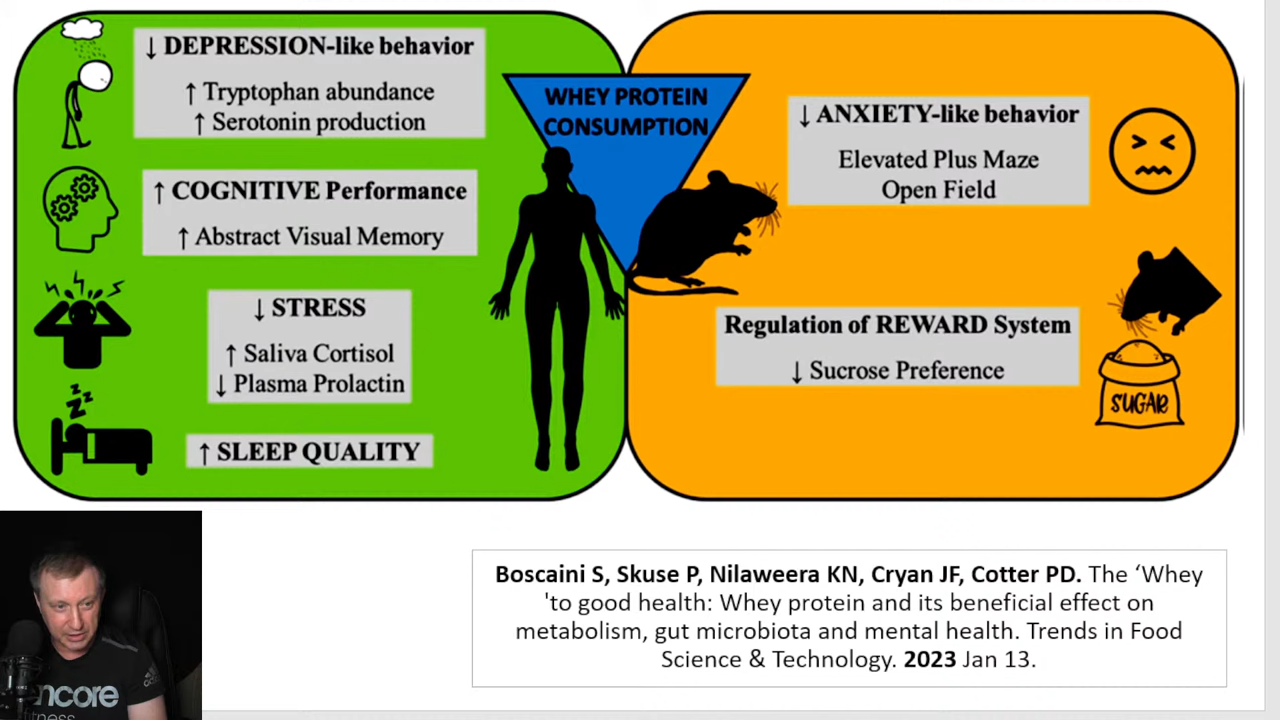 ↓ DEPRESSION-like behavior
↑ Tryptophan abundance
↑ Serotonin production
↑ COGNITIVE Performance
↑ Abstract Visual Memory
↓ STRESS
↑ Saliva Cortisol
↓ Plasma Prolactin
↑ SLEEP QUALITY
z z z z
WHEY PROTEIN
CONSUMPTION
↓ ANXIETY-like behavior
Elevated Plus Maze
Open Field
Regulation of REWARD System
↓ Sucrose Preference
SUGAR
Boscaini S, Skuse P, Nilaweera KN, Cryan JF, Cotter PD. The ‘Whey
'to good health: Whey protein and its beneficial effect on
metabolism, gut microbiota and mental health. Trends in Food
Science & Technology. 2023 Jan 13.
adidas